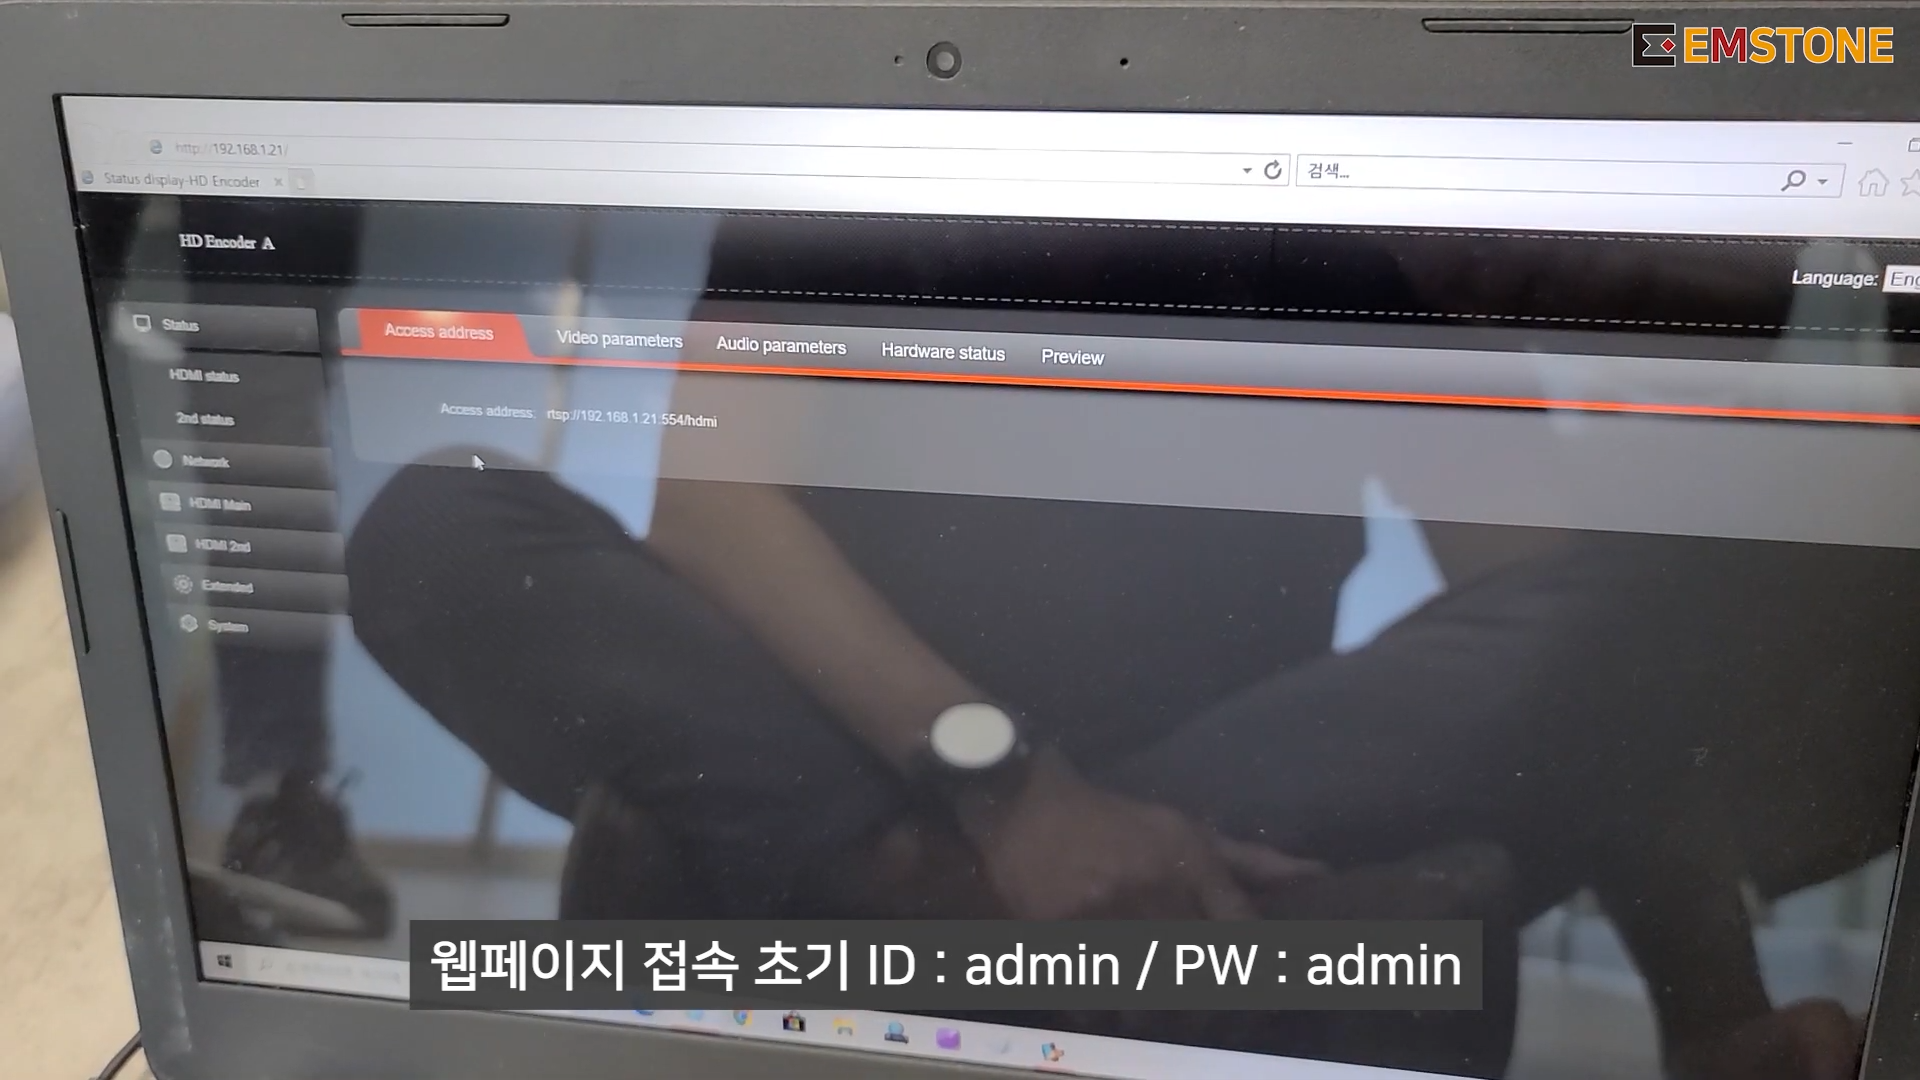 EMSTONE
http://192.168.1.21/
검색...
Status display-HD Encoder
HD Encoder A
Language: Eng
Status
Access address
Video parameters
Audio parameters
Hardware status
Preview
HDMI status
Access address: rtsp://192.168.1.21:554/hdmi
2nd status
Network
HDMI Main
HDMI 2nd
Extended
System
웹페이지 접속 초기 ID : admin / PW : admin